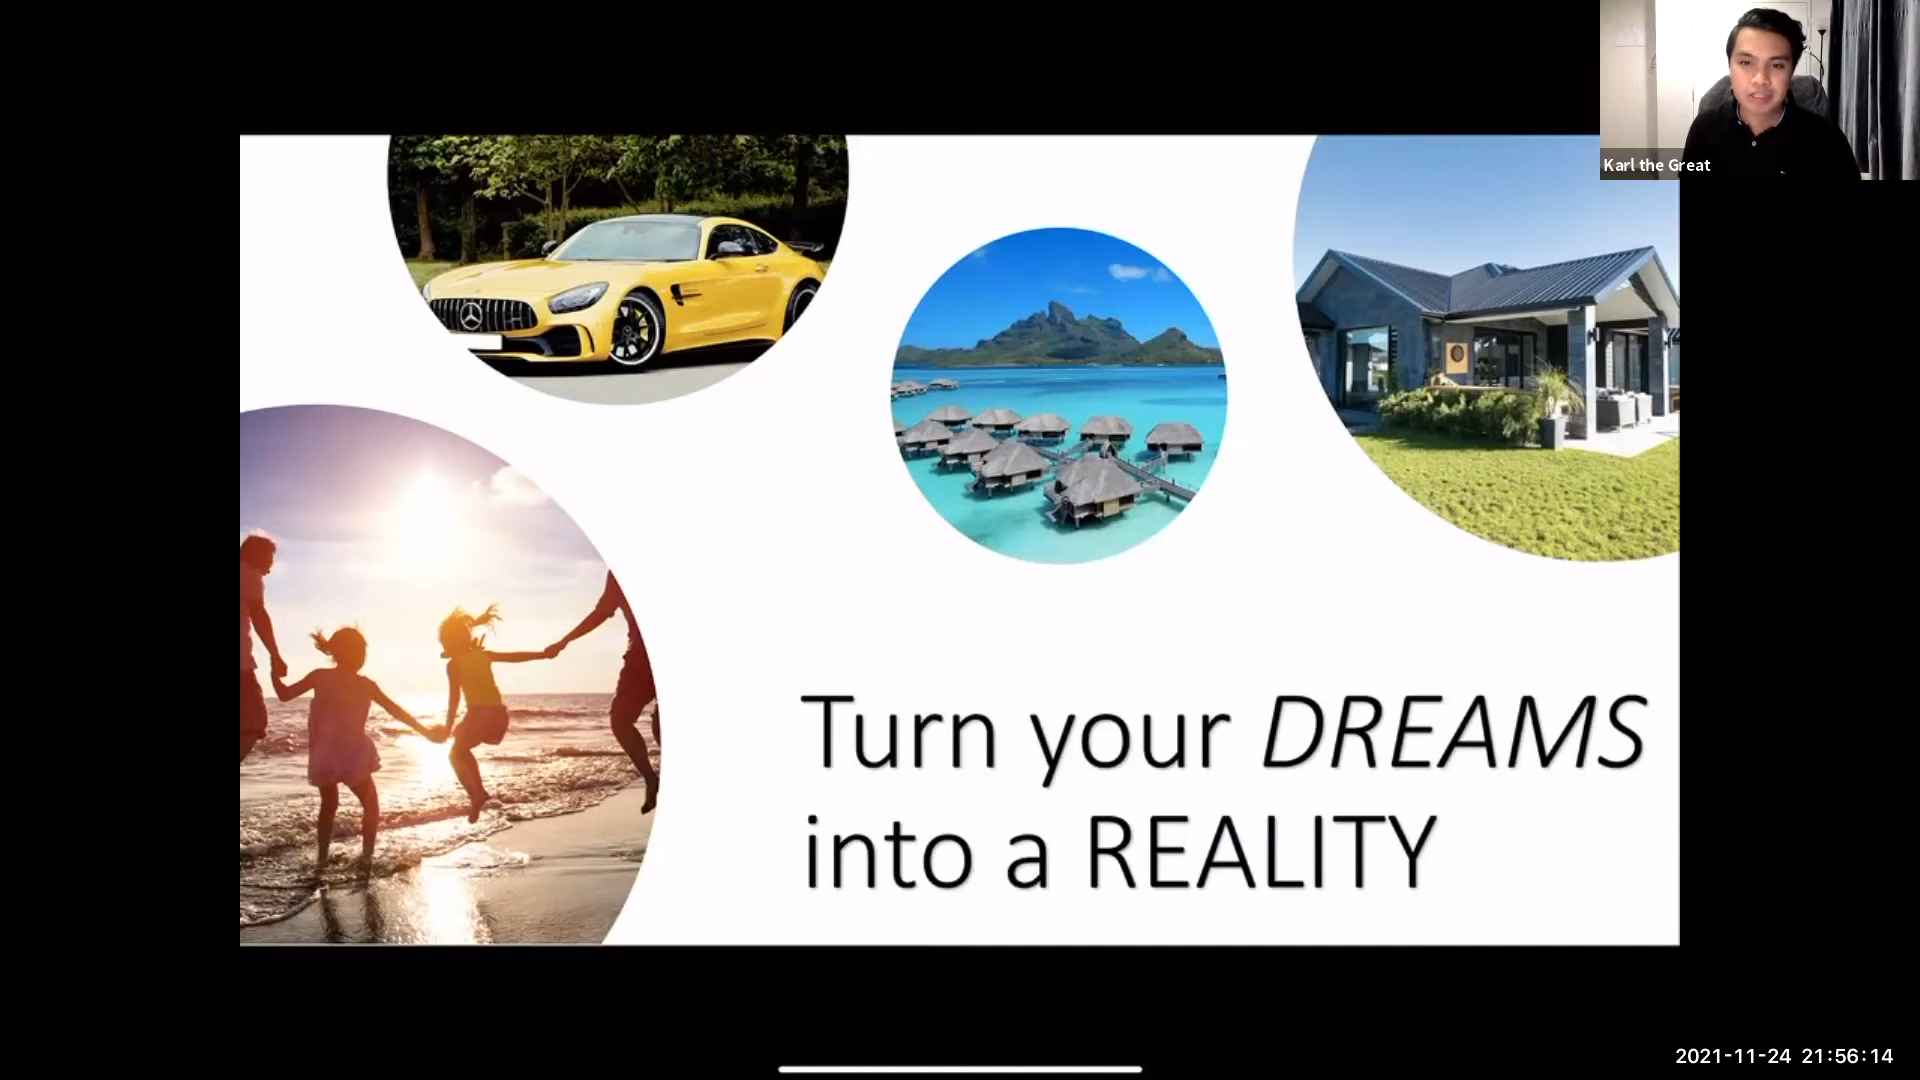 Karl the Great
Turn your DREAMS
into a REALITY
2021-11-24 21:56:14